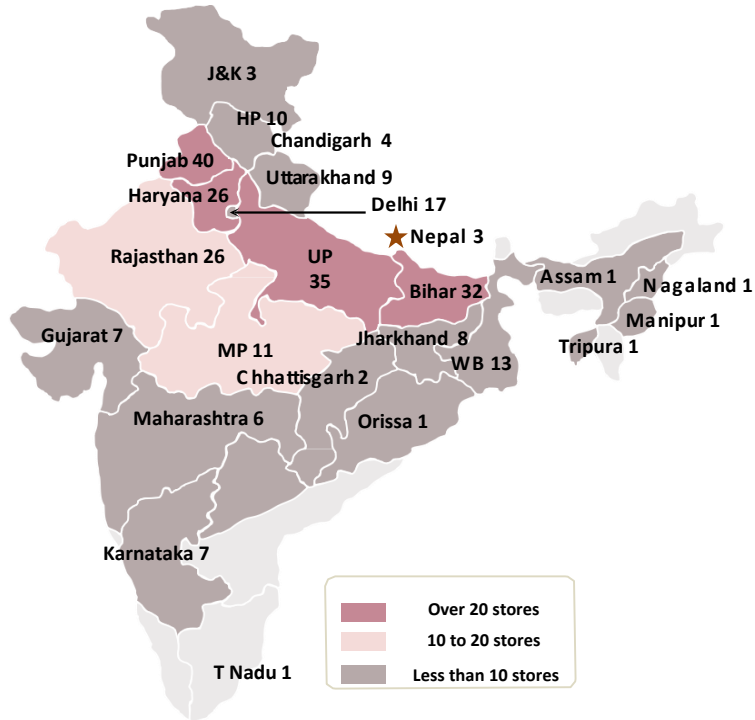 J&K 3
HP 10
Chandigarh 4
Punjab 40
Uttarakhand 9
Haryana 26
Delhi 17
Nepal 3
Rajasthan 26
UP
35
Bihar 32
Assam 1
Nagaland 1
Manipur 1
Tripura 1
Gujarat 7
MP 11
Jharkhand 8
WB 13
Chhattisgarh 2
Maharashtra 6
Orissa 1
Karnataka 7
T Nadu 1
Over 20 stores
10 to 20 stores
Less than 10 stores